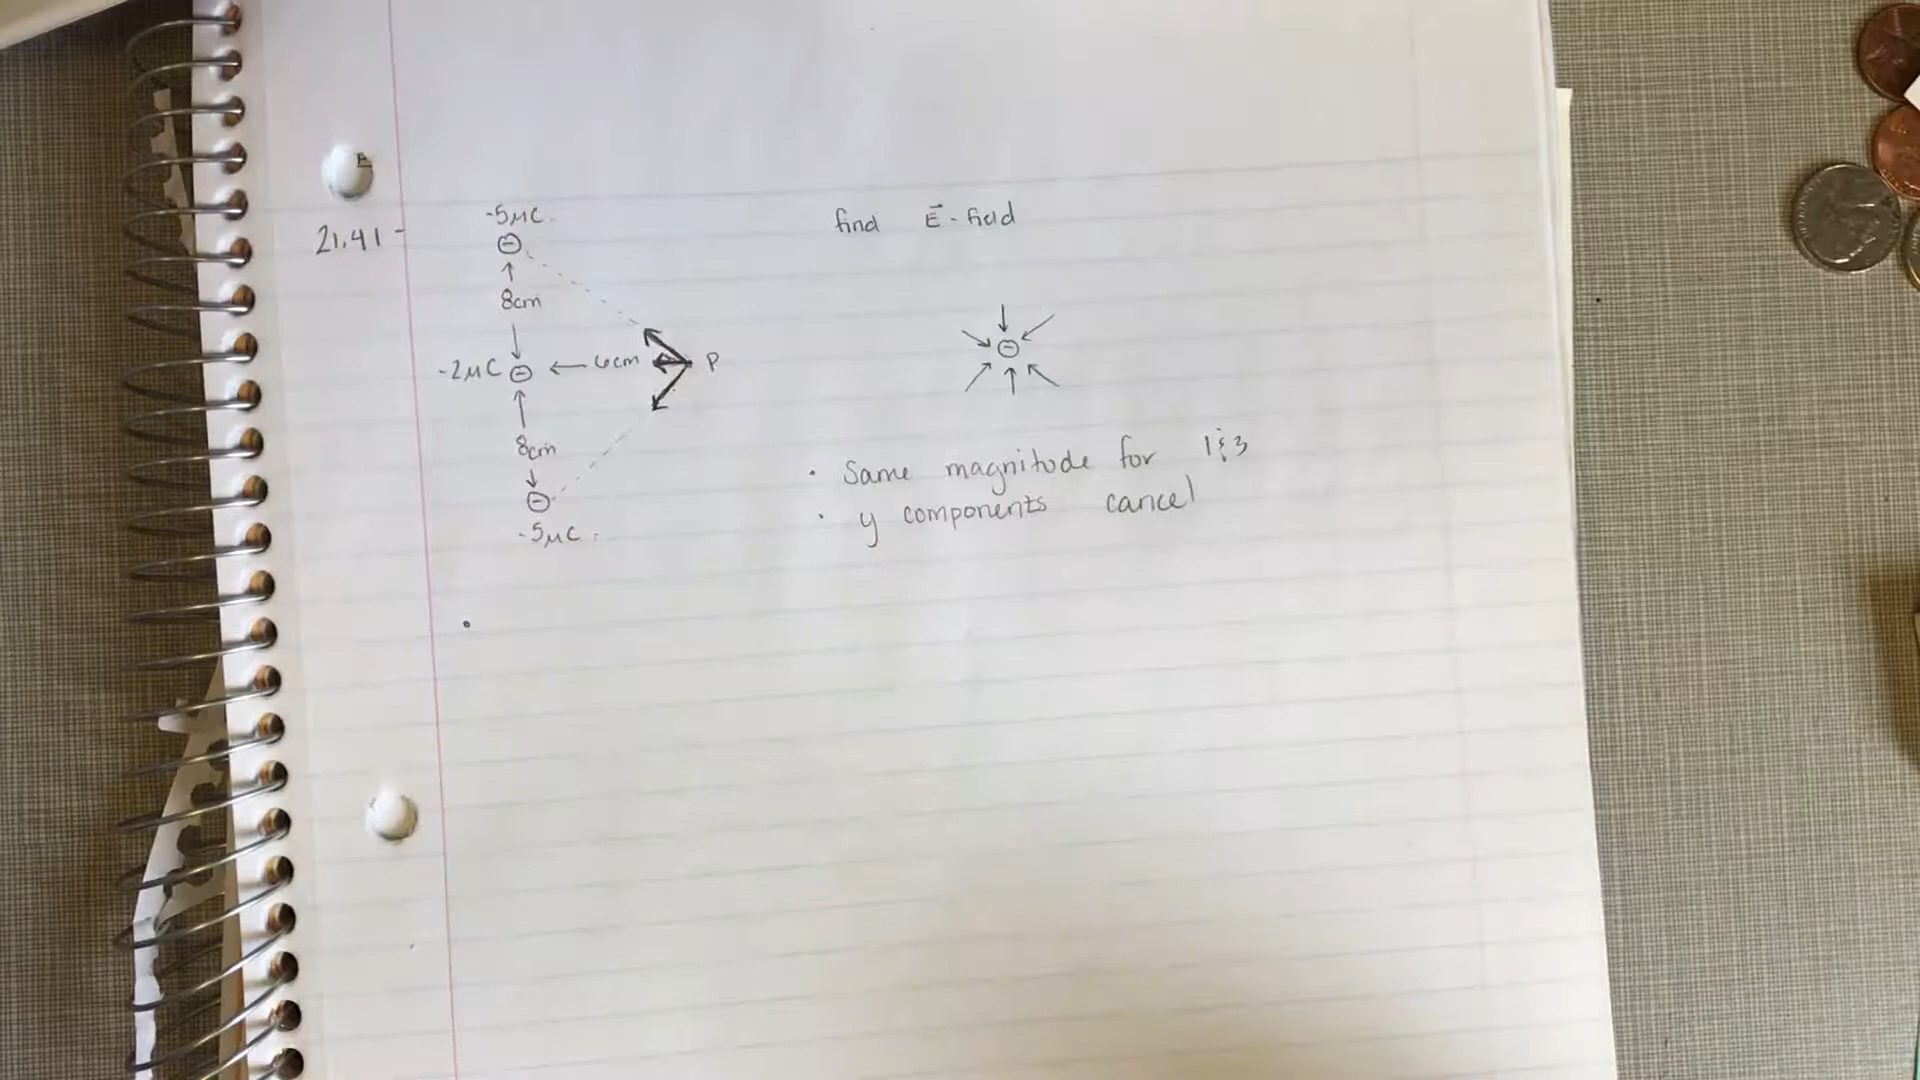 21.41 -
-5μC.
find E⃗ - field
8cm
-2μC ← 6cm P
8cm
-5μC.
· Same magnitude for 1 & 3
· y components cancel